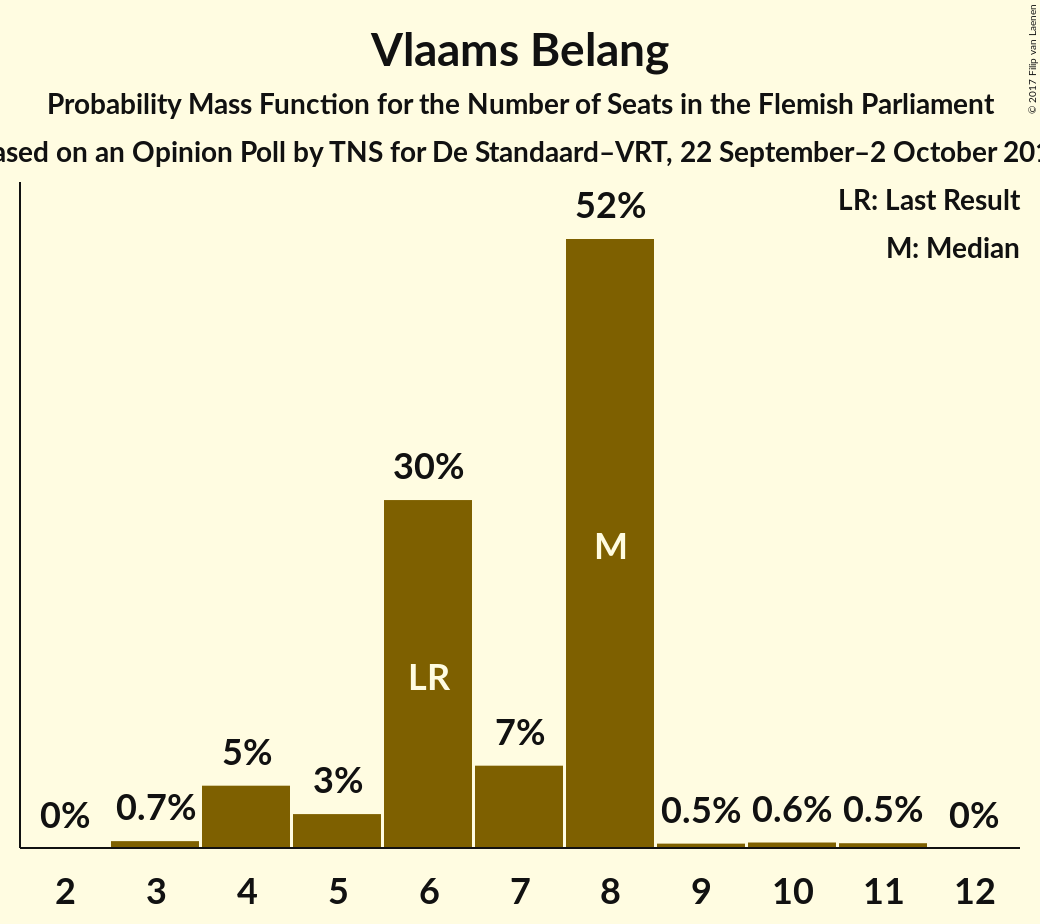 Vlaams Belang
Probability Mass Function for the Number of Seats in the Flemish Parliament
on an Opinion Poll by TNS for De Standaard–VRT, 22 September–2 October
LR: Last Result
M: Median
52%
30%
M
LR
7%
5%
3%
0% 0.7% 0.5% 0.6% 0.5% 0%
2 3 4 5 6 7 8 9 10 11 12
© 2017 Filip van Laenen